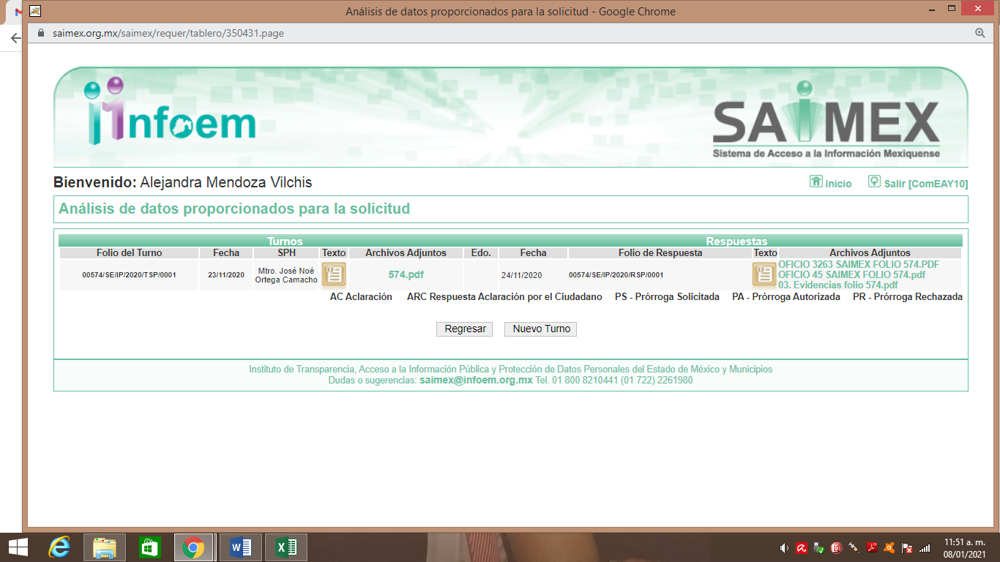 Análisis de datos proporcionados para la solicitud - Google Chrome
saimex.org.mx/saimex/requer/tablero/350431.page
infoem
SAIMEX
Sistema de Acceso a la Información Mexiquense
Bienvenido: Alejandra Mendoza Vilchis
Inicio Salir [ComEAY10]
Análisis de datos proporcionados para la solicitud
Turnos Respuestas
Folio del Turno Fecha SPH Texto Archivos Adjuntos Edo. Fecha Folio de Respuesta Texto Archivos Adjuntos
00574/SE/IP/2020/TSP/0001 23/11/2020 Mtro. José Noé
Ortega Camacho 574.pdf 24/11/2020 00574/SE/IP/2020/RSP/0001 OFICIO 3263 SAIMEX FOLIO 574.PDF
OFICIO 45 SAIMEX FOLIO 574.pdf
03. Evidencias folio 574.pdf
AC Aclaración ARC Respuesta Aclaración por el Ciudadano PS - Prórroga Solicitada PA - Prórroga Autorizada PR - Prórroga Rechazada
Regresar Nuevo Turno
Instituto de Transparencia, Acceso a la Información Pública y Protección de Datos Personales del Estado de México y Municipios
Dudas o sugerencias: saimex@infoem.org.mx Tel. 01 800 8210441 (01 722) 2261980
11:51 a. m.
08/01/2021